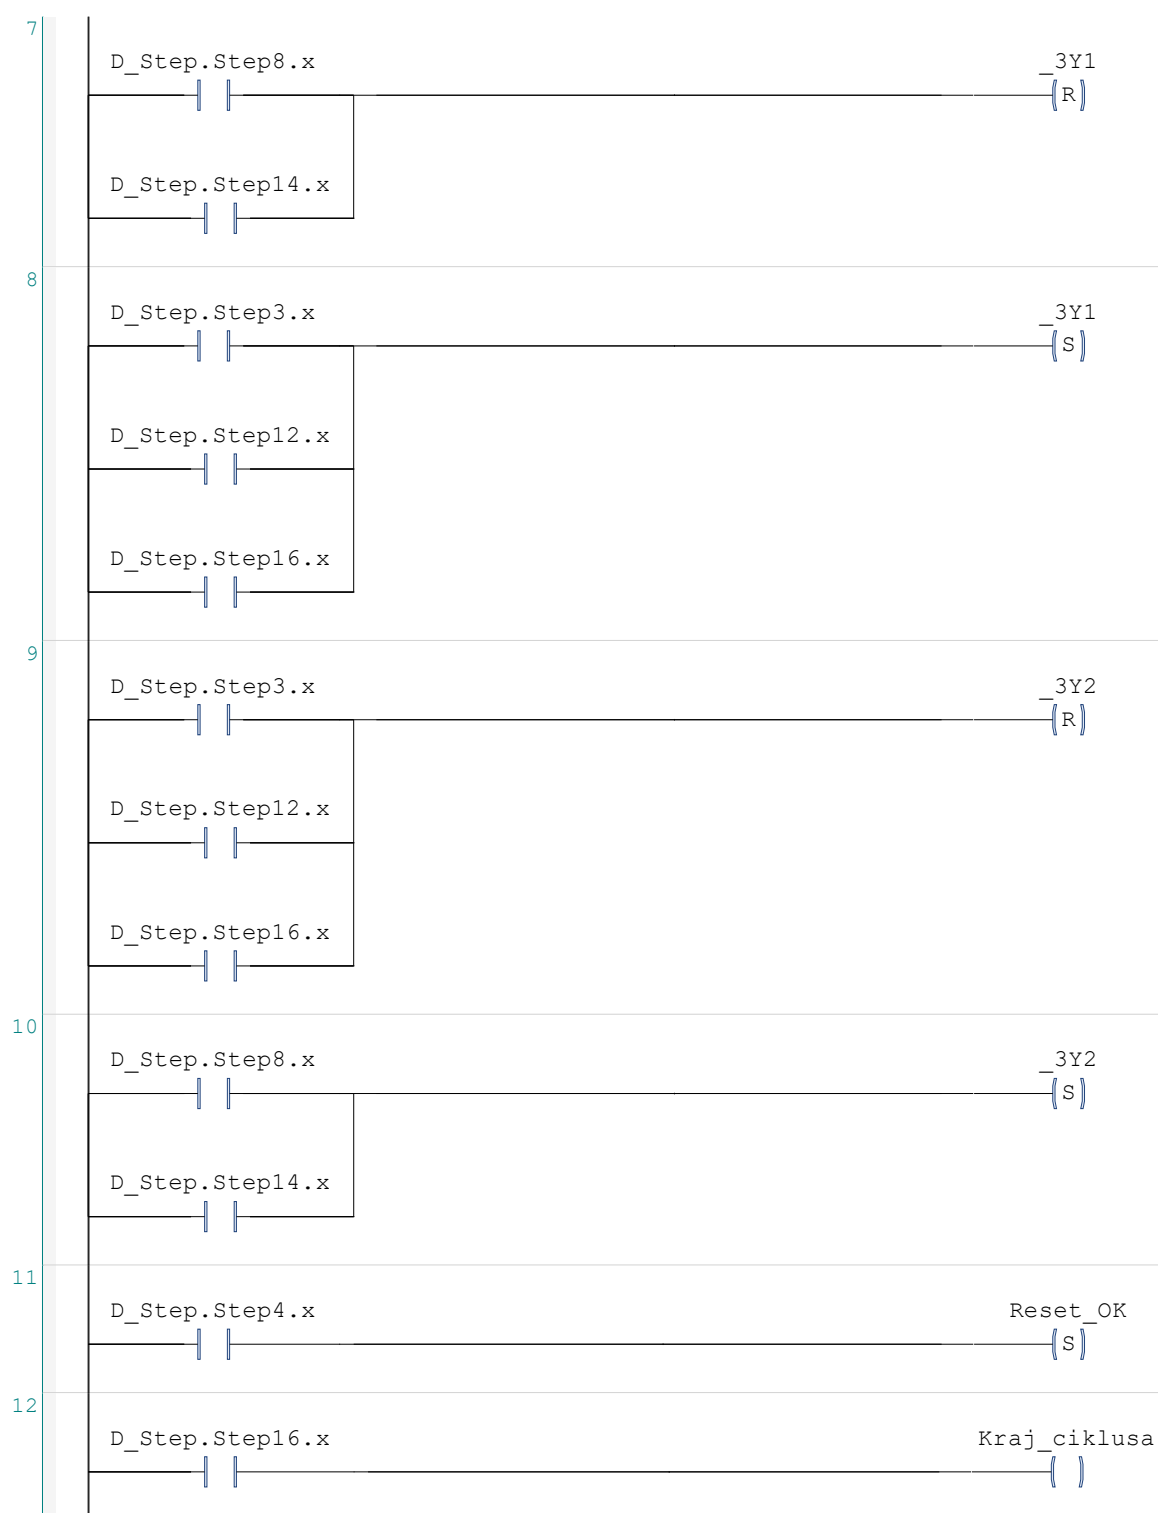 7
D_Step.Step8.x _3Y1
R
D_Step.Step14.x
8
D_Step.Step3.x _3Y1
S
D_Step.Step12.x
D_Step.Step16.x
9
D_Step.Step3.x _3Y2
R
D_Step.Step12.x
D_Step.Step16.x
10
D_Step.Step8.x _3Y2
S
D_Step.Step14.x
11
D_Step.Step4.x Reset_OK
S
12
D_Step.Step16.x Kraj_ciklusa